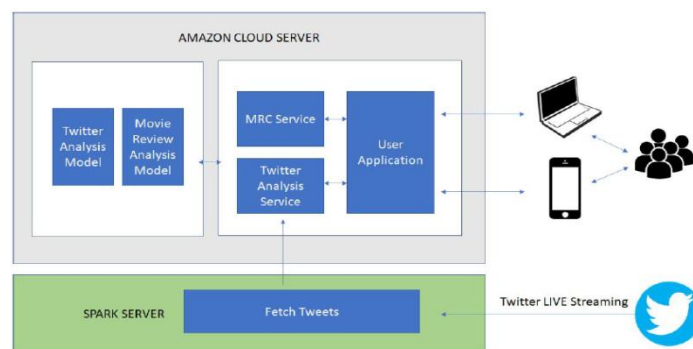 AMAZON CLOUD SERVER
Twitter
Analysis
Model
Movie
Review
Analysis
Model
MRC Service
Twitter
Analysis
Service
User
Application
SPARK SERVER
Fetch Tweets
Twitter LIVE Streaming